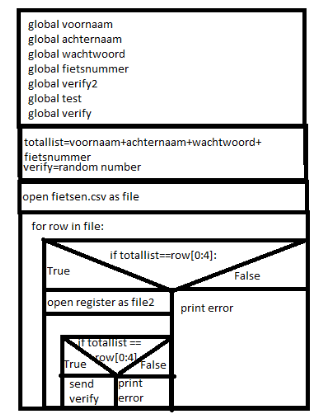 global voornaam
global achternaam
global wachtwoord
global fietsnummer
global verify2
global test
global verify
totallist=voornaam+achternaam+wachtwoord+
fietsnummer
verify=random number
open fietsen.csv as file
for row in file:
if totallist==row[0:4]:
True
False
open register as file2
print error
if totallist ==
row[0:4]
True
False
send
verify
print
error